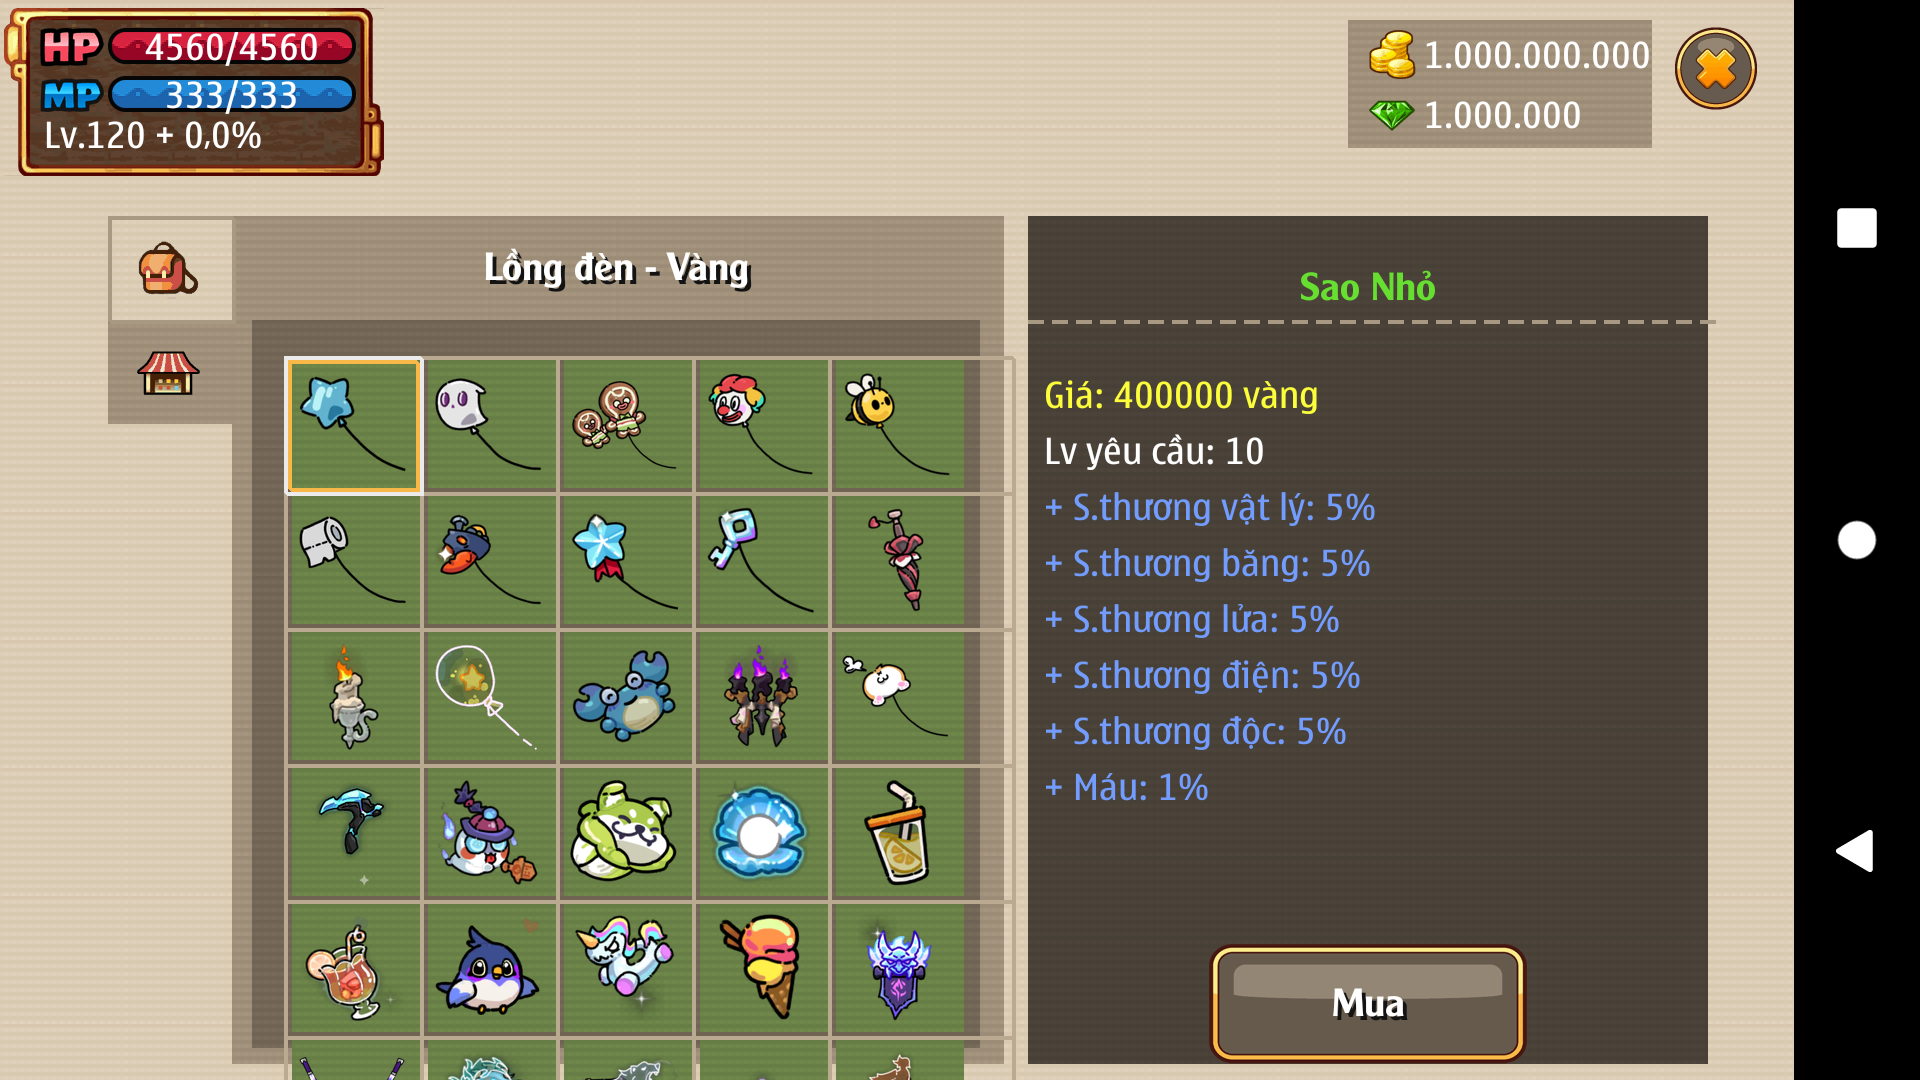 HP 4560/4560
MP 333/333
Lv.120 + 0,0%
1.000.000.000
1.000.000
Lồng đèn - Vàng
Sao Nhỏ
Giá: 400000 vàng
Lv yêu cầu: 10
+ S.thương vật lý: 5%
+ S.thương băng: 5%
+ S.thương lửa: 5%
+ S.thương điện: 5%
+ S.thương độc: 5%
+ Máu: 1%
Mua